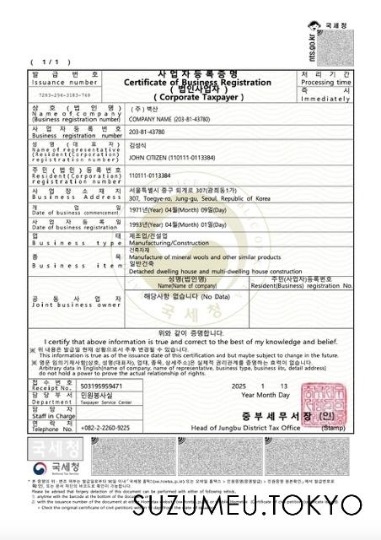 국세청
nts.go.kr
( 1 / 1 )
발 급 번 호
Issuance number
사업자등록증명
Certificate of Business Registration
( 법인사업자 )
( Corporate Taxpayer )
처 리 기 간
Processing time
7203-294-2183-769
즉 시
Immediately
상 호 ( 법 인 명 )
Name of company
(Business registration number)
(주) 벽산
COMPANY NAME (203-81-43780)
사 업 자 등 록 번 호
Business registration number
203-81-43780
성 명 ( 대 표 자 )
Name of representative
(Resident(Corporation)
registration number)
김성식
JOHN CITIZEN (110111-0113384)
주 민 ( 법 인 ) 등 록 번 호
Resident(Corporation)
registration number
110111-0113384
사 업 장 소 재 지
Business Address
서울특별시 중구 퇴계로 307(광희동1가)
307, Toegye-ro, Jung-gu, Seoul, Republic of Korea
개 업 일
Date of business commencement
1971년(Year) 04월(Month) 09일(Day)
사 업 자 등 록 일
Date of business registration
1993년(Year) 04월(Month) 01일(Day)
업 태
Business type
제조업/건설업
Manufacturing/Construction
종 목
Business item
건축자재
Manufacture of mineral wools and other similar products
일반건축
Detached dwelling house and multi-dwelling house construction
공 동 사 업 자
Joint business owner
성명(법인명)
Name(Name of company)
주민(사업자)등록번호
Resident(Business) registration No.
해당사항 없습니다 (No Data)
위와 같이 증명합니다.
I certify that above information is true and correct to the best of my knowledge and belief.
※ 위 내용은 발급일 현재 상황으로서 추후 변경될 수 있습니다.
This information is true as of the issuance date of this certification and but maybe subject to change in the future.
※ 영문 임의기재사항(상호, 성명(대표자), 업태, 종목, 상세주소)은 실제적 권리관계를 증명하는 효력이 없습니다.
Arbitrary data in English(name of company, name of representative, business type, business items, detail address)
do not hold a power to prove the actual relationship of rights.
접 수 번 호
Receipt No.
503195959471
담 당 부 서
Department
민원봉사실
Taxpayer Service Center
담 당 자
Staff in Charge
연 락 처
Telephone No.
+082-2-2260-9225
2025 1 13
Year Month Day
중 부 세 무 서 장 (인)
Head of Jungbu District Tax Office (Stamp)
국세청
국세청
SUZUMEU.TOKYO